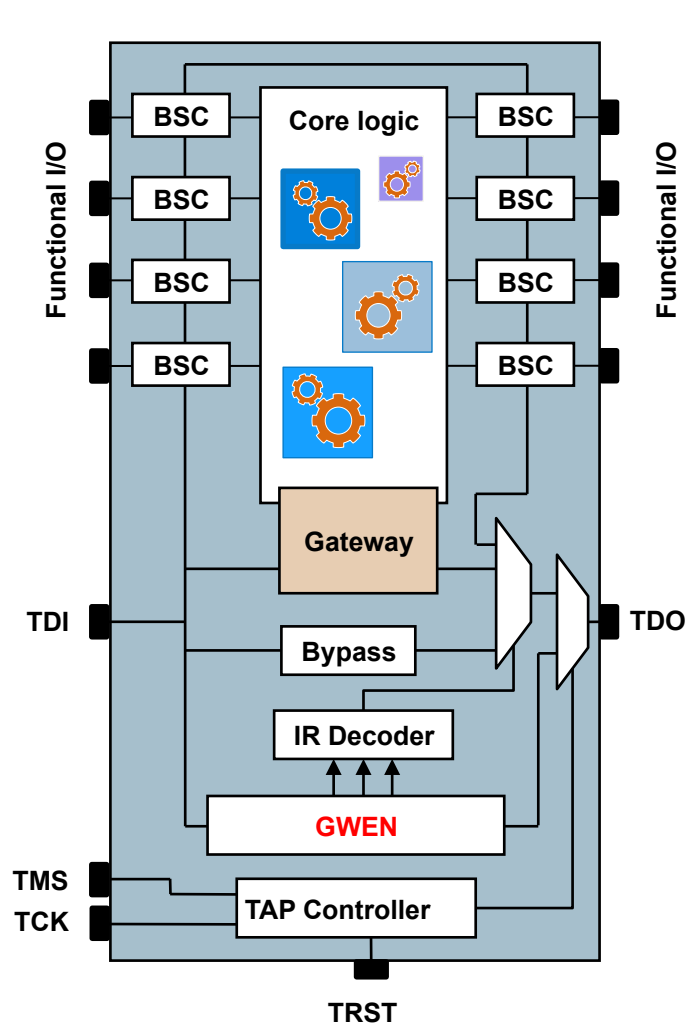 BSC
Core logic
BSC
Functional I/O
BSC
BSC
Functional I/O
BSC
BSC
BSC
BSC
Gateway
TDI
TDO
Bypass
IR Decoder
GWEN
TMS
TAP Controller
TCK
TRST